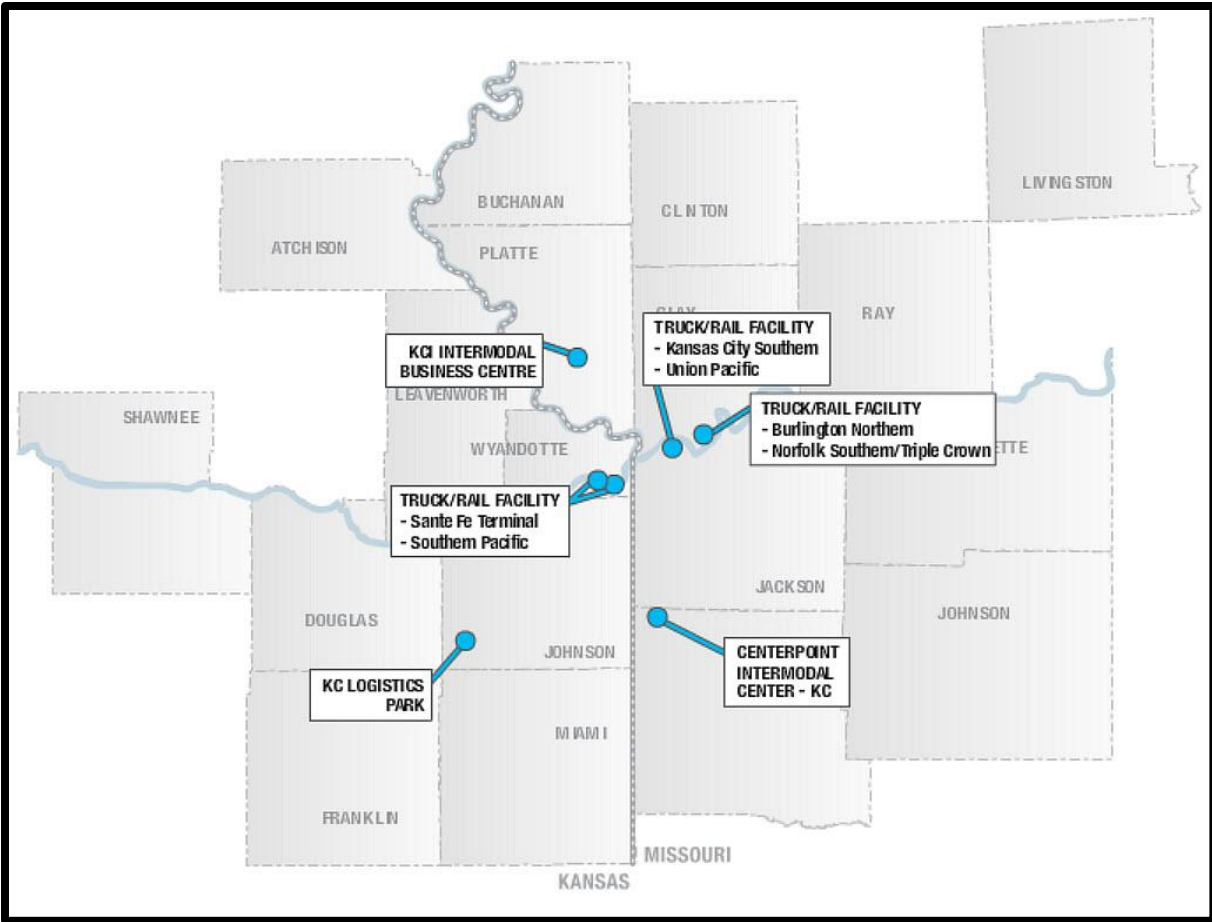 LIVINGSTON
BUCHANAN
CLINTON
ATCHISON
PLATTE
CLAY
RAY
KCI INTERMODAL
BUSINESS CENTRE
TRUCK/RAIL FACILITY
- Kansas City Southern
- Union Pacific
LEAVENWORTH
SHAWNEE
TRUCK/RAIL FACILITY
- Burlington Northern
- Norfolk Southern/Triple Crown
ETTE
WYANDOTTE
TRUCK/RAIL FACILITY
- Sante Fe Terminal
- Southern Pacific
JACKSON
JOHNSON
DOUGLAS
JOHNSON
CENTERPOINT
INTERMODAL
CENTER - KC
KC LOGISTICS
PARK
MIAMI
FRANKLIN
MISSOURI
KANSAS